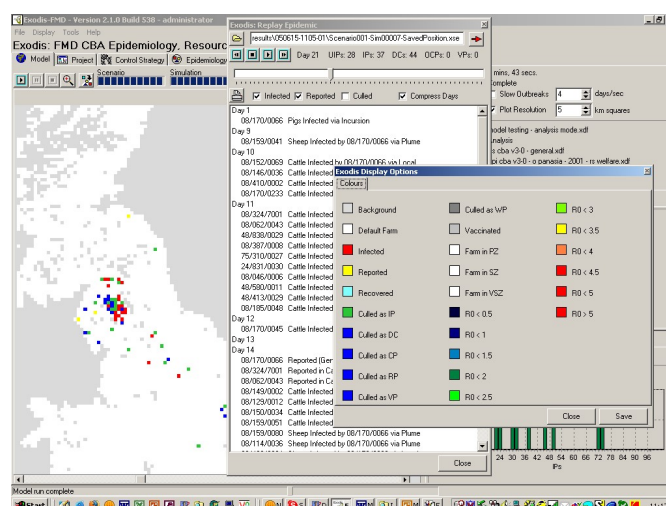 Exodis-FMD - Version 2.1.0 Build 538 - administrator
File Display Tools Help
Exodis: FMD CBA Epidemiology, Resourc
Model Project Control Strategy Epidemiology
Scenario Simulation
Exodis: Replay Epidemic
results\050615-1105-01\Scenario001-Sim00007-SavedPosition.xse
Day 21 UIPs: 28 IPs: 37 DCs: 44 OCPs: 0 VPs: 0
Infected Reported Culled Compress Days
Day 1
08/170/0066 Pigs Infected via Incursion
Day 9
08/159/0041 Sheep Infected by 08/170/0066 via Plume
Day 10
08/152/0069 Cattle Infected by 08/170/0066 via Local
08/146/0036 Cattle Infected
08/410/0002 Cattle Infected
08/170/0233 Cattle Infected
Day 11
08/324/7001 Cattle Infected
08/062/0043 Cattle Infected
48/838/0029 Cattle Infected
08/387/0008 Cattle Infected
75/310/0027 Cattle Infected
24/831/0030 Cattle Infected
08/046/0006 Cattle Infected
48/580/0011 Cattle Infected
48/413/0029 Cattle Infected
08/185/0048 Cattle Infected
Day 12
08/170/0045 Cattle Infected
Day 13
Day 14
08/170/0066 Reported (Gen
08/324/7001 Reported in Ca
08/062/0043 Reported in Ca
08/149/0002 Cattle Infected
08/129/0012 Cattle Infected
08/150/0034 Cattle Infected
08/159/0051 Cattle Infected
08/159/0080 Sheep Infected by 08/170/0066 via Plume
08/114/0036 Sheep Infected by 08/170/0066 via Plume
Close
mins, 43 secs.
omplete
Slow Outbreaks 4 days/sec
Plot Resolution 5 km squares
odel testing - analysis mode.xdf
nalysis
s cba v3-0 - general.xdf
pi cba v3-0 - o panasia - 2001 - rs welfare.xdf
Exodis Display Options
Colours
Background Culled as WP R0 < 3
Default Farm Vaccinated R0 < 3.5
Infected Farm in PZ R0 < 4
Reported Farm in SZ R0 < 4.5
Recovered Farm in VSZ R0 < 5
Culled as IP R0 < 0.5 R0 > 5
Culled as DC R0 < 1
Culled as CP R0 < 1.5
Culled as RP R0 < 2
Culled as VP R0 < 2.5
Close Save
24 30 36 42 48 54 60 66 72 78 84 90 96
IPs
Model run complete
Start